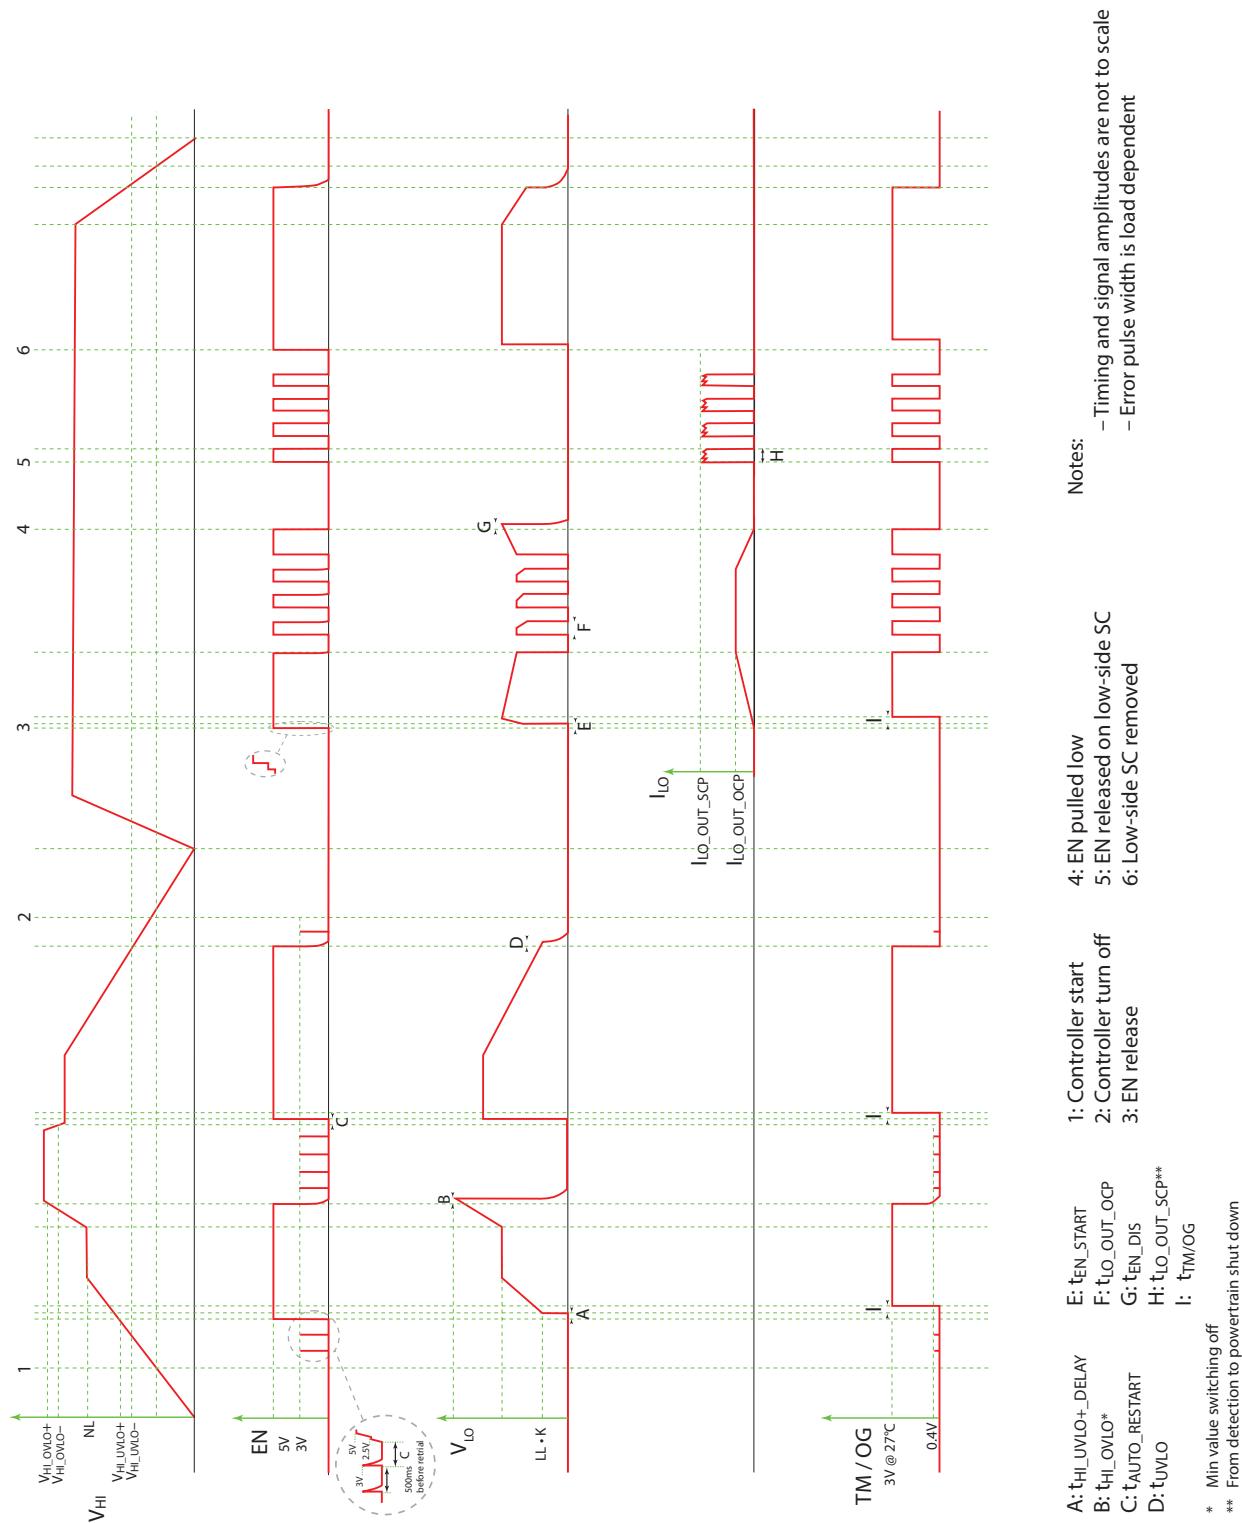 1
2
3
4
5
6
V_HI
V_HI_OVLO+
V_HI_OVLO–
NL
V_HI_UVLO+
V_HI_UVLO–
EN
5V
3V
3V
5V
2.5V
500ms
before retrial
C
C
V_LO
LL • K
A
B
D
E
F
G
I_LO
I_LO_OUT_SCP
I_LO_OUT_OCP
H
TM / OG
3V @ 27°C
0.4V
I
I
I
A: t_HI_UVLO+_DELAY
B: t_HI_OVLO*
C: t_AUTO_RESTART
D: t_UVLO
E: t_EN_START
F: t_LO_OUT_OCP
G: t_EN_DIS
H: t_LO_OUT_SCP**
I: t_TM/OG
1: Controller start
2: Controller turn off
3: EN release
4: EN pulled low
5: EN released on low-side SC
6: Low-side SC removed
Notes:
– Timing and signal amplitudes are not to scale
– Error pulse width is load dependent
* Min value switching off
** From detection to powertrain shut down